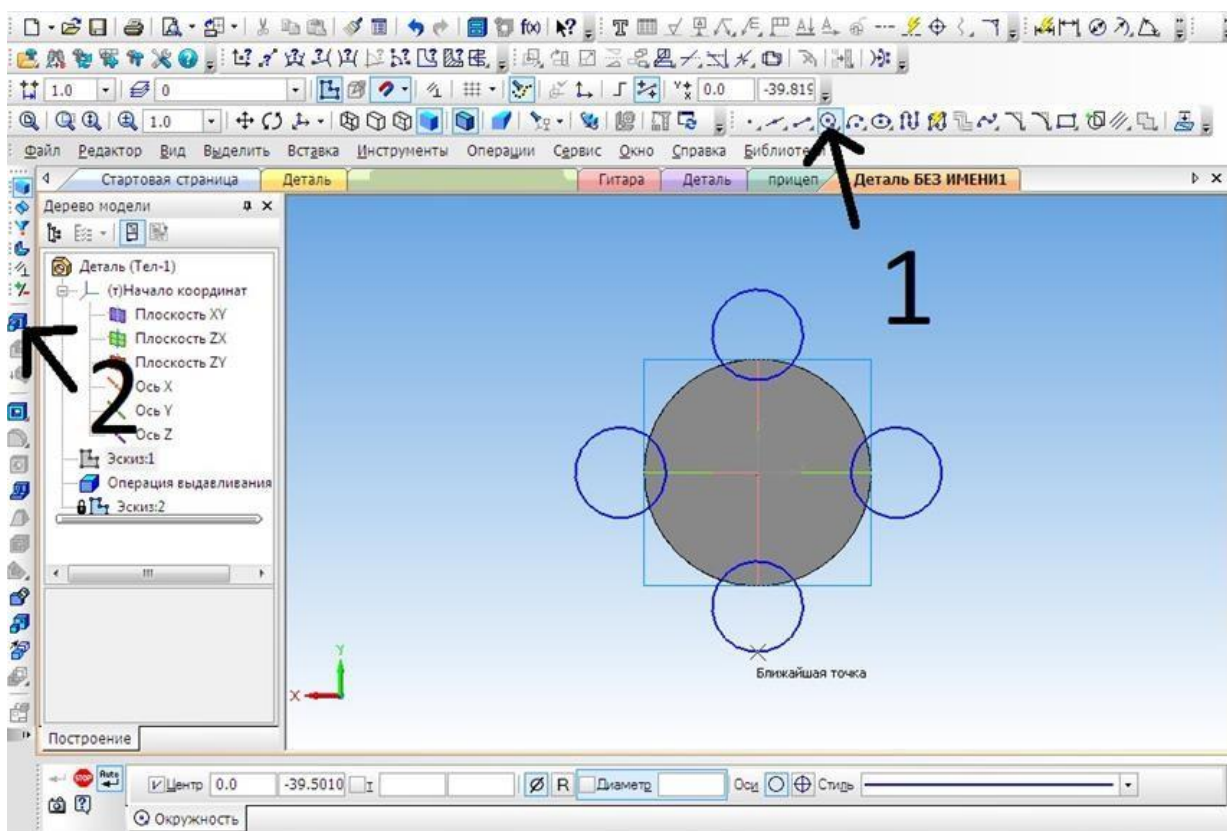 f(x)
1.0 0 0.0 -39.819
1.0
Файл Редактор Вид Выделить Вставка Инструменты Операции Сервис Окно Справка
Стартовая страница Деталь Гитара Деталь прицеп Деталь БЕЗ ИМЕНИ1
Дерево модели
1
Деталь (Тел-1)
(т)Начало координат
Плоскость XY
Плоскость ZX
Плоскость ZY
2
Ось X
Ось Y
Ось Z
Эскиз:1
Операция выдавливания
Эскиз:2
Y
X
Ближайшая точка
Построение
STOP Auto
Центр 0.0 -39.5010 т Ø R Диаметр Оси Стиль
Окружность